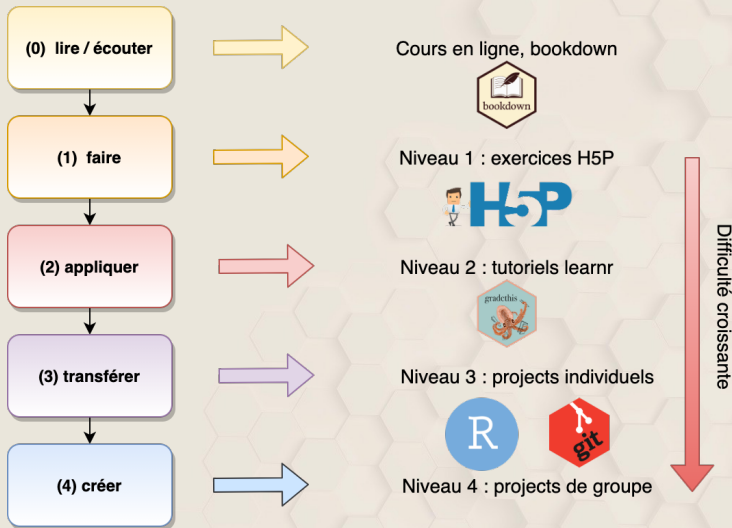 (0) lire / écouter
Cours en ligne, bookdown
bookdown
(1) faire
Niveau 1 : exercices H5P
H5P
(2) appliquer
Niveau 2 : tutoriels learnr
gradethis
(3) transférer
Niveau 3 : projects individuels
R
git
(4) créer
Niveau 4 : projects de groupe
Difficulté croissante